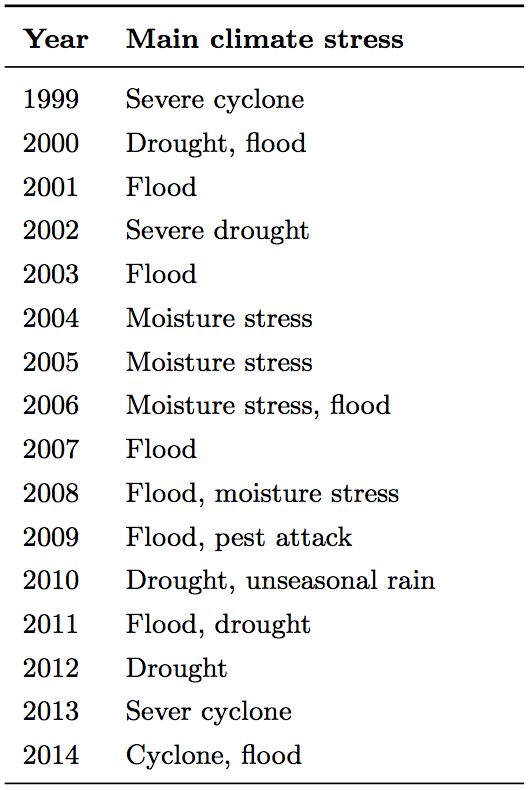 Year Main climate stress
1999 Severe cyclone
2000 Drought, flood
2001 Flood
2002 Severe drought
2003 Flood
2004 Moisture stress
2005 Moisture stress
2006 Moisture stress, flood
2007 Flood
2008 Flood, moisture stress
2009 Flood, pest attack
2010 Drought, unseasonal rain
2011 Flood, drought
2012 Drought
2013 Sever cyclone
2014 Cyclone, flood